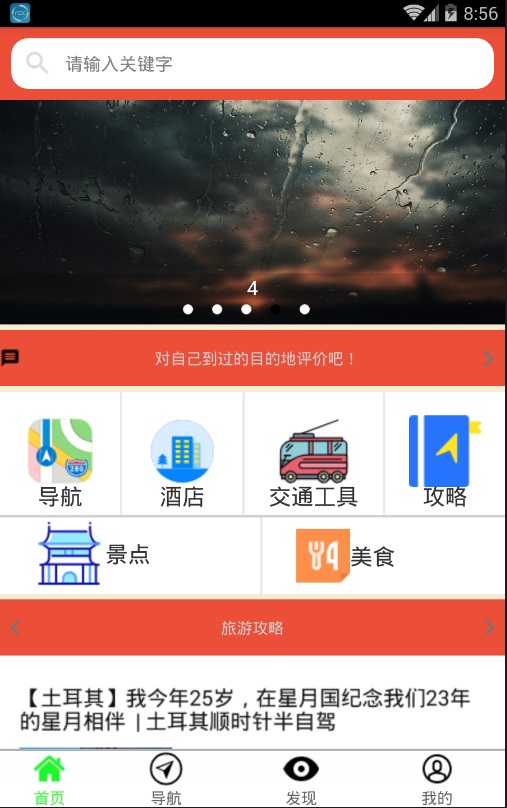 8:56
请输入关键字
4
对自己到过的目的地评价吧！
280
导航
酒店
交通工具
攻略
景点
美食
旅游攻略
【土耳其】我今年25岁，在星月国纪念我们23年
的星月相伴 | 土耳其顺时针半自驾
首页
导航
发现
我的